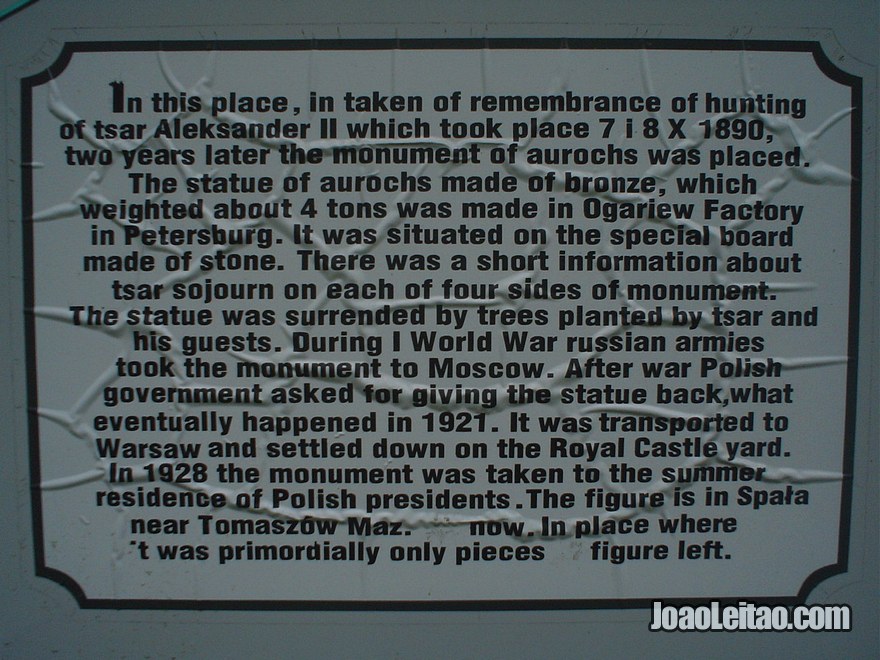 In this place, in taken of remembrance of hunting
of tsar Aleksander II which took place 7 i 8 X 1890,
two years later the monument of aurochs was placed.
The statue of aurochs made of bronze, which
weighted about 4 tons was made in Ogariew Factory
in Petersburg. It was situated on the special board
made of stone. There was a short information about
tsar sojourn on each of four sides of monument.
The statue was surrended by trees planted by tsar and
his guests. During I World War russian armies
took the monument to Moscow. After war Polish
government asked for giving the statue back,what
eventually happened in 1921. It was transported to
Warsaw and settled down on the Royal Castle yard.
In 1928 the monument was taken to the summer
residence of Polish presidents.The figure is in Spała
near Tomaszów Maz. now. In place where
't was primordially only pieces figure left.
JoaoLeitao.com